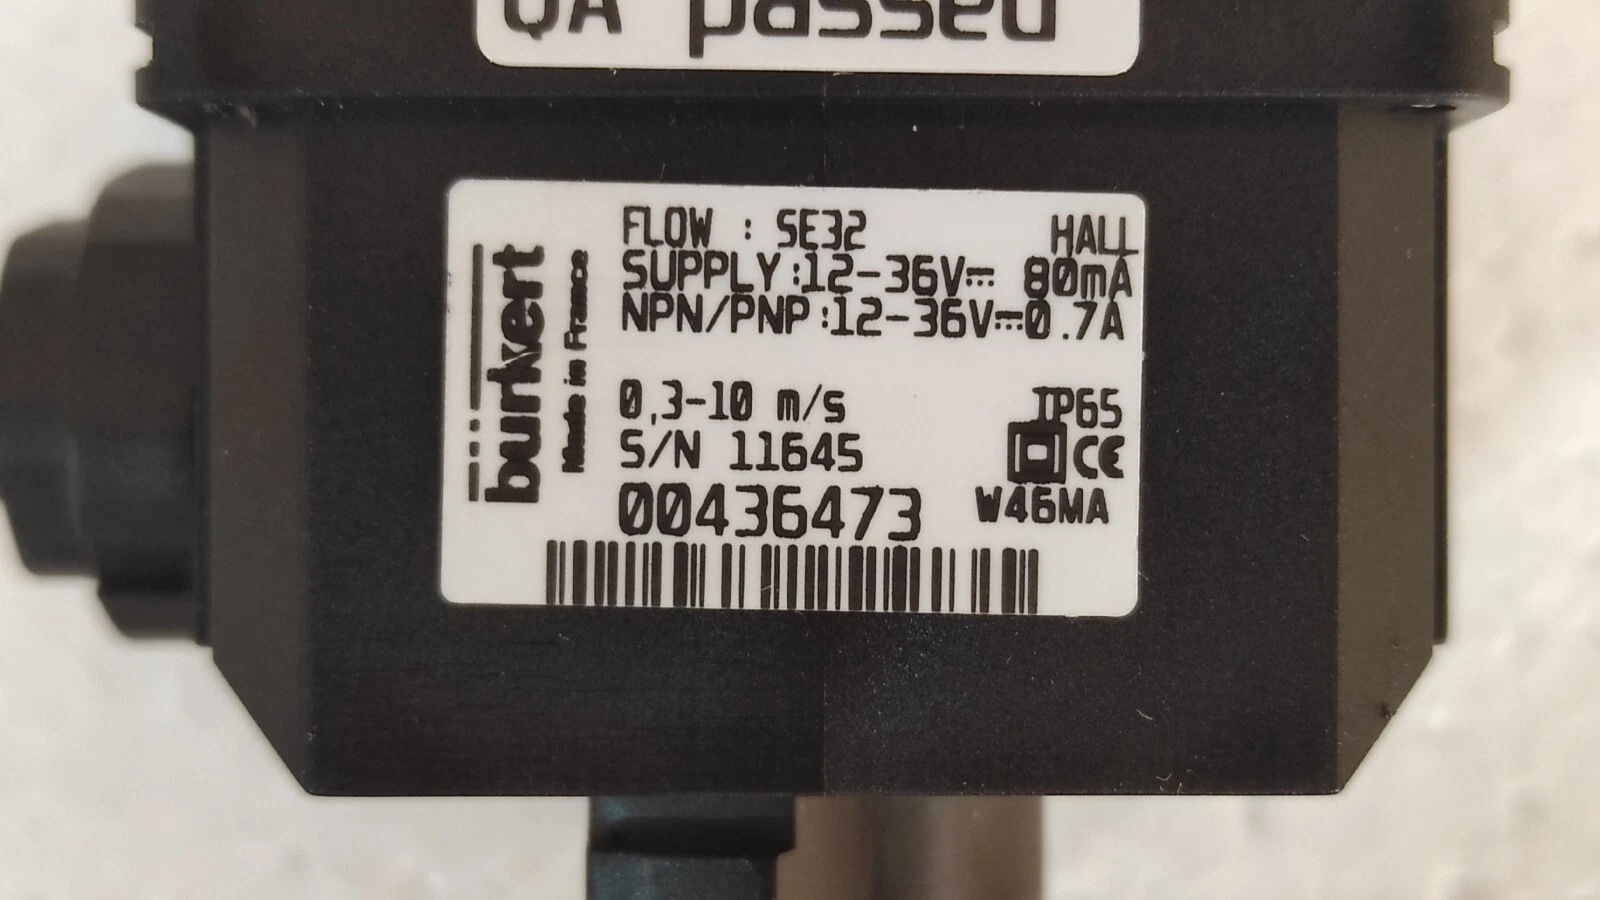 QA passed
FLOW : SE32 HALL
SUPPLY:12-36V⎓ 80mA
NPN/PNP:12-36V⎓0.7A
0,3-10 m/s IP65
S/N 11645 CE
00436473 W46MA
burkert
Made in France